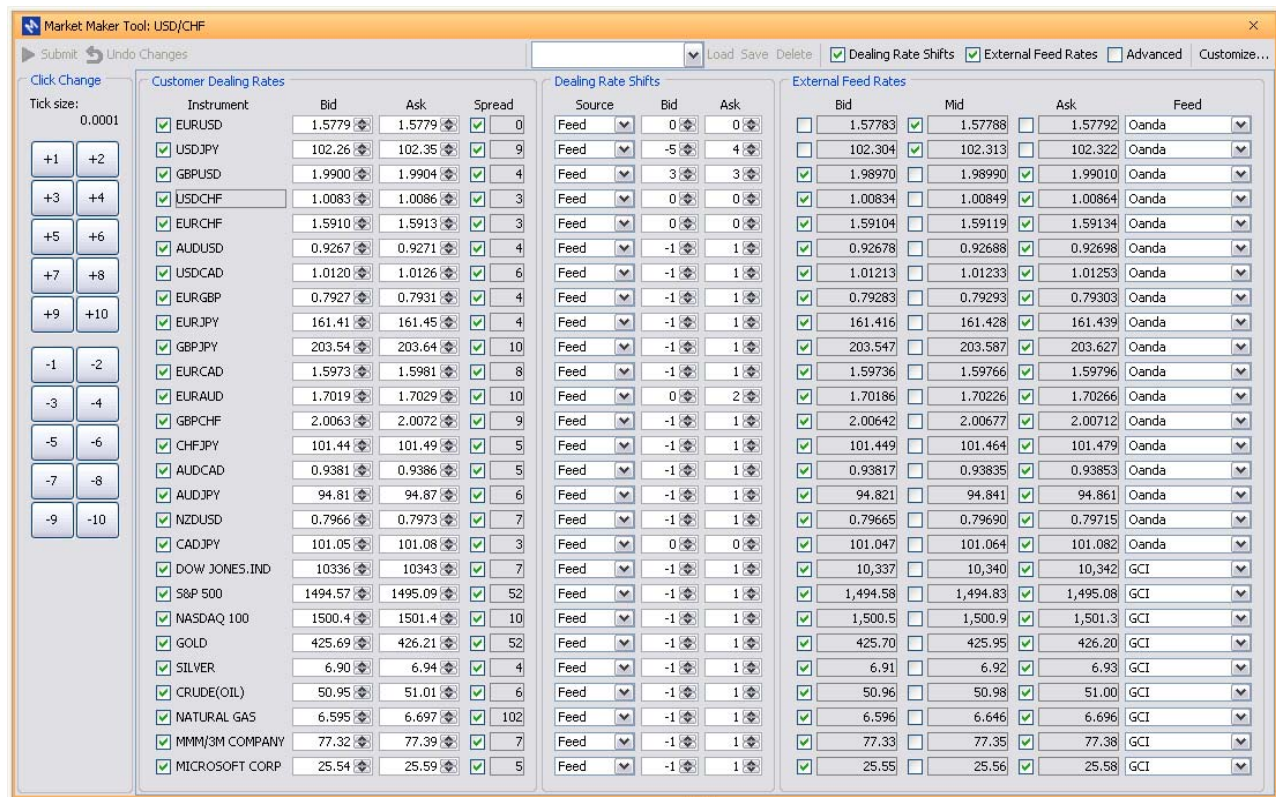 Market Maker Tool: USD/CHF
Submit Undo Changes Load Save Delete Dealing Rate Shifts External Feed Rates Advanced Customize...
Click Change Customer Dealing Rates Dealing Rate Shifts External Feed Rates
Tick size: Instrument Bid Ask Spread Source Bid Ask Bid Mid Ask Feed
0.0001 EURUSD 1.5779 1.5779 0 Feed 0 0 1.57783 1.57788 1.57792 Oanda
+1 +2 USDJPY 102.26 102.35 9 Feed -5 4 102.304 102.313 102.322 Oanda
GBPUSD 1.9900 1.9904 4 Feed 3 3 1.98970 1.98990 1.99010 Oanda
+3 +4 USDCHF 1.0083 1.0086 3 Feed 0 0 1.00834 1.00849 1.00864 Oanda
EURCHF 1.5910 1.5913 3 Feed 0 0 1.59104 1.59119 1.59134 Oanda
+5 +6 AUDUSD 0.9267 0.9271 4 Feed -1 1 0.92678 0.92688 0.92698 Oanda
+7 +8 USDCAD 1.0120 1.0126 6 Feed -1 1 1.01213 1.01233 1.01253 Oanda
EURGBP 0.7927 0.7931 4 Feed -1 1 0.79283 0.79293 0.79303 Oanda
+9 +10 EURJPY 161.41 161.45 4 Feed -1 1 161.416 161.428 161.439 Oanda
GBPJPY 203.54 203.64 10 Feed -1 1 203.547 203.587 203.627 Oanda
-1 -2 EURCAD 1.5973 1.5981 8 Feed -1 1 1.59736 1.59766 1.59796 Oanda
-3 -4 EURAUD 1.7019 1.7029 10 Feed 0 2 1.70186 1.70226 1.70266 Oanda
GBPCHF 2.0063 2.0072 9 Feed -1 1 2.00642 2.00677 2.00712 Oanda
-5 -6 CHFJPY 101.44 101.49 5 Feed -1 1 101.449 101.464 101.479 Oanda
AUDCAD 0.9381 0.9386 5 Feed -1 1 0.93817 0.93835 0.93853 Oanda
-7 -8 AUDJPY 94.81 94.87 6 Feed -1 1 94.821 94.841 94.861 Oanda
-9 -10 NZDUSD 0.7966 0.7973 7 Feed -1 1 0.79665 0.79690 0.79715 Oanda
CADJPY 101.05 101.08 3 Feed 0 0 101.047 101.064 101.082 Oanda
DOW JONES.IND 10336 10343 7 Feed -1 1 10,337 10,340 10,342 GCI
S&P 500 1494.57 1495.09 52 Feed -1 1 1,494.58 1,494.83 1,495.08 GCI
NASDAQ 100 1500.4 1501.4 10 Feed -1 1 1,500.5 1,500.9 1,501.3 GCI
GOLD 425.69 426.21 52 Feed -1 1 425.70 425.95 426.20 GCI
SILVER 6.90 6.94 4 Feed -1 1 6.91 6.92 6.93 GCI
CRUDE(OIL) 50.95 51.01 6 Feed -1 1 50.96 50.98 51.00 GCI
NATURAL GAS 6.595 6.697 102 Feed -1 1 6.596 6.646 6.696 GCI
MMM/3M COMPANY 77.32 77.39 7 Feed -1 1 77.33 77.35 77.38 GCI
MICROSOFT CORP 25.54 25.59 5 Feed -1 1 25.55 25.56 25.58 GCI